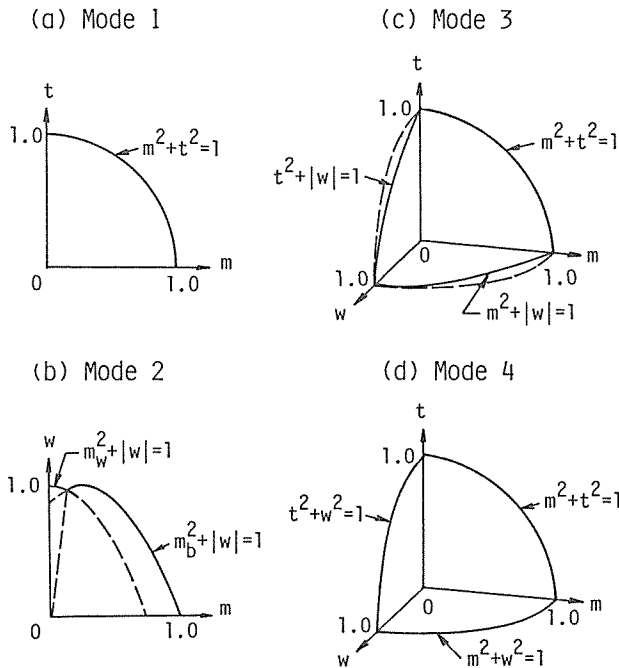 (a) Mode 1
t
1.0
m²+t²=1
0
1.0
m
(b) Mode 2
w
m_w²+|w|=1
1.0
m_b²+|w|=1
0
1.0
m
(c) Mode 3
t
1.0
m²+t²=1
t²+|w|=1
0
m
1.0
1.0
w
m²+|w|=1
(d) Mode 4
t
1.0
m²+t²=1
t²+w²=1
0
1.0
m
1.0
w
m²+w²=1